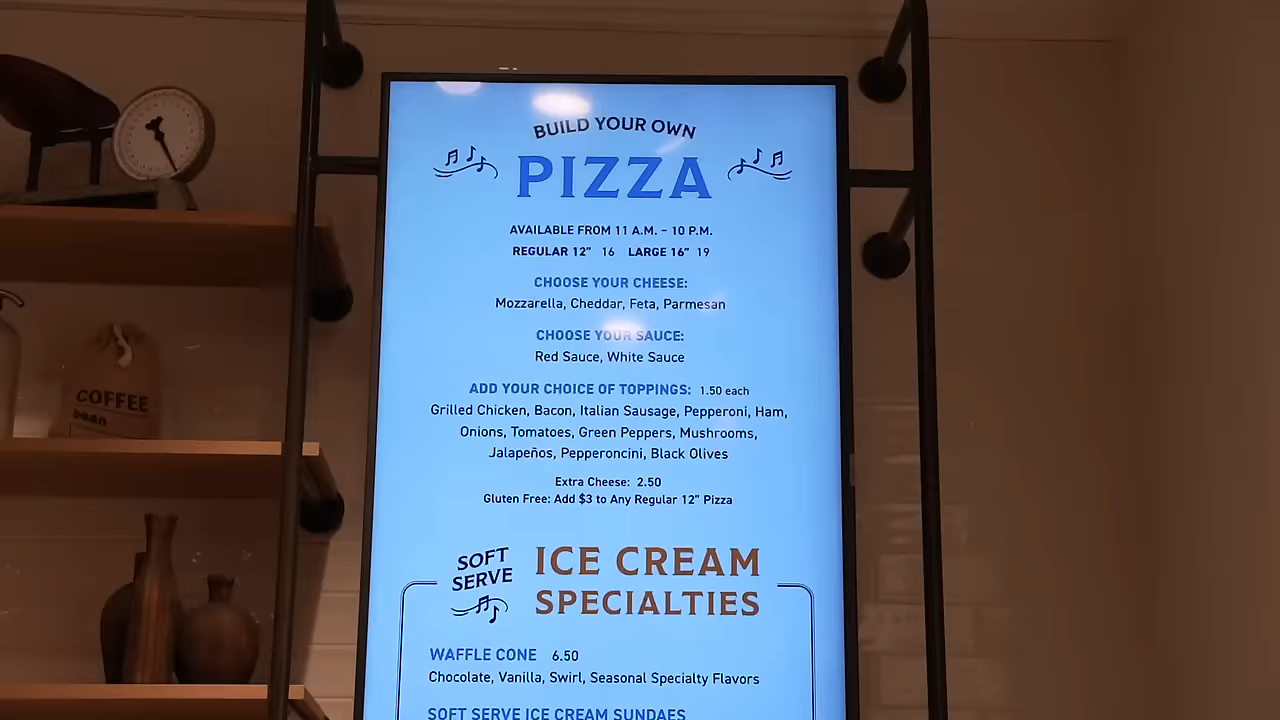 COFFEE
bean
BUILD YOUR OWN
PIZZA
AVAILABLE FROM 11 A.M. – 10 P.M.
REGULAR 12" 16 LARGE 16" 19
CHOOSE YOUR CHEESE:
Mozzarella, Cheddar, Feta, Parmesan
CHOOSE YOUR SAUCE:
Red Sauce, White Sauce
ADD YOUR CHOICE OF TOPPINGS: 1.50 each
Grilled Chicken, Bacon, Italian Sausage, Pepperoni, Ham,
Onions, Tomatoes, Green Peppers, Mushrooms,
Jalapeños, Pepperoncini, Black Olives
Extra Cheese: 2.50
Gluten Free: Add $3 to Any Regular 12" Pizza
SOFT
SERVE
ICE CREAM
SPECIALTIES
WAFFLE CONE 6.50
Chocolate, Vanilla, Swirl, Seasonal Specialty Flavors
SOFT SERVE ICE CREAM SUNDAES